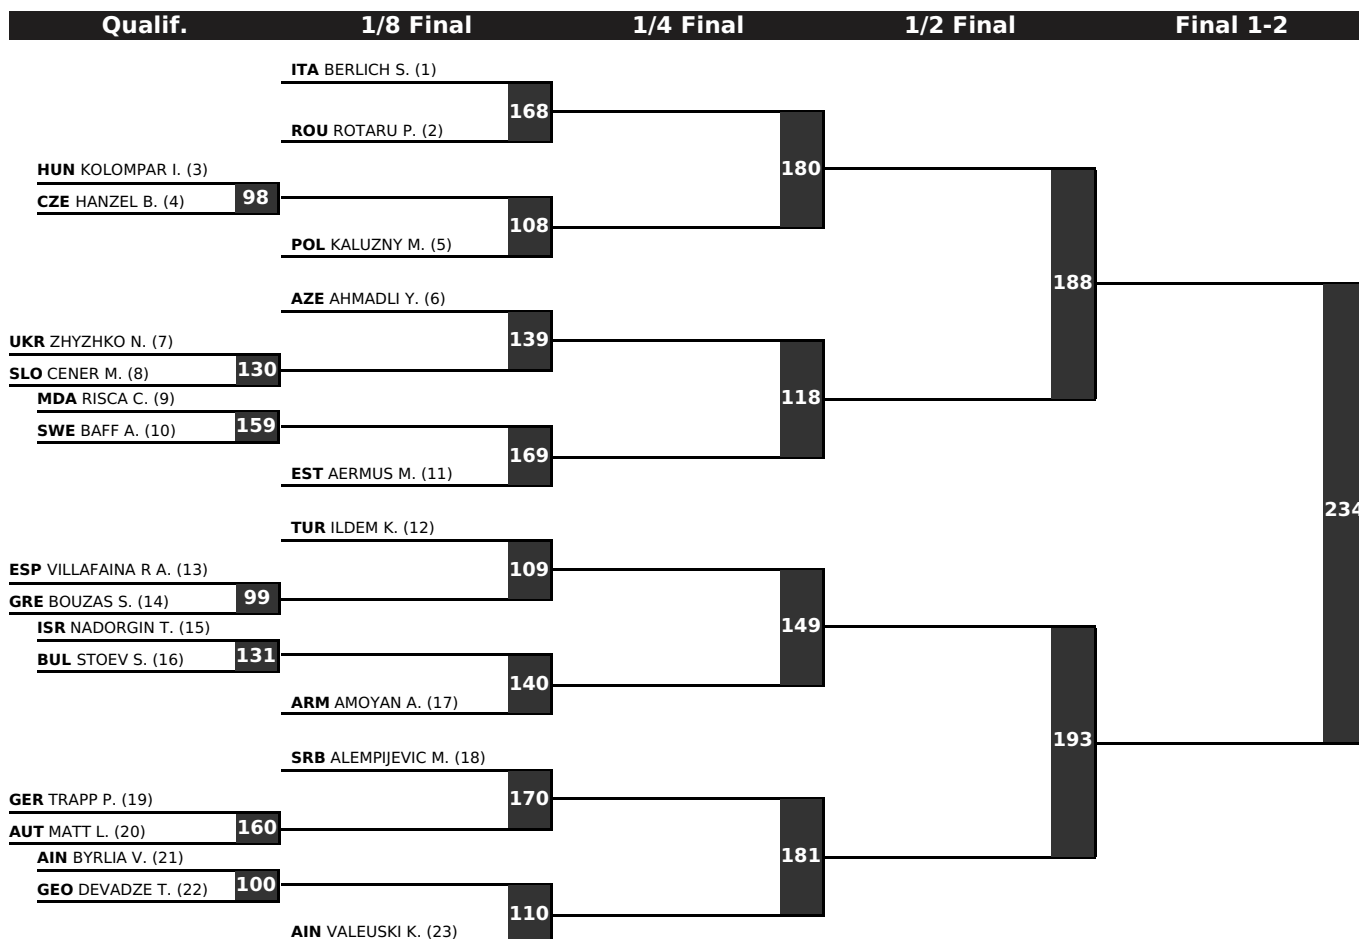 Qualif. 1/8 Final 1/4 Final 1/2 Final Final 1-2
ITA BERLICH S. (1)
168
ROU ROTARU P. (2)
HUN KOLOMPAR I. (3)
180
CZE HANZEL B. (4) 98
108
POL KALUZNY M. (5)
188
AZE AHMADLI Y. (6)
139
UKR ZHYZHKO N. (7)
SLO CENER M. (8) 130
MDA RISCA C. (9)
118
SWE BAFF A. (10) 159
169
EST AERMUS M. (11)
234
TUR ILDEM K. (12)
109
ESP VILLAFAINA R A. (13)
GRE BOUZAS S. (14) 99
ISR NADORGIN T. (15)
149
BUL STOEV S. (16) 131
140
ARM AMOYAN A. (17)
193
SRB ALEMPIJEVIC M. (18)
170
GER TRAPP P. (19)
AUT MATT L. (20) 160
AIN BYRLIA V. (21)
181
GEO DEVADZE T. (22) 100
110
AIN VALEUSKI K. (23)